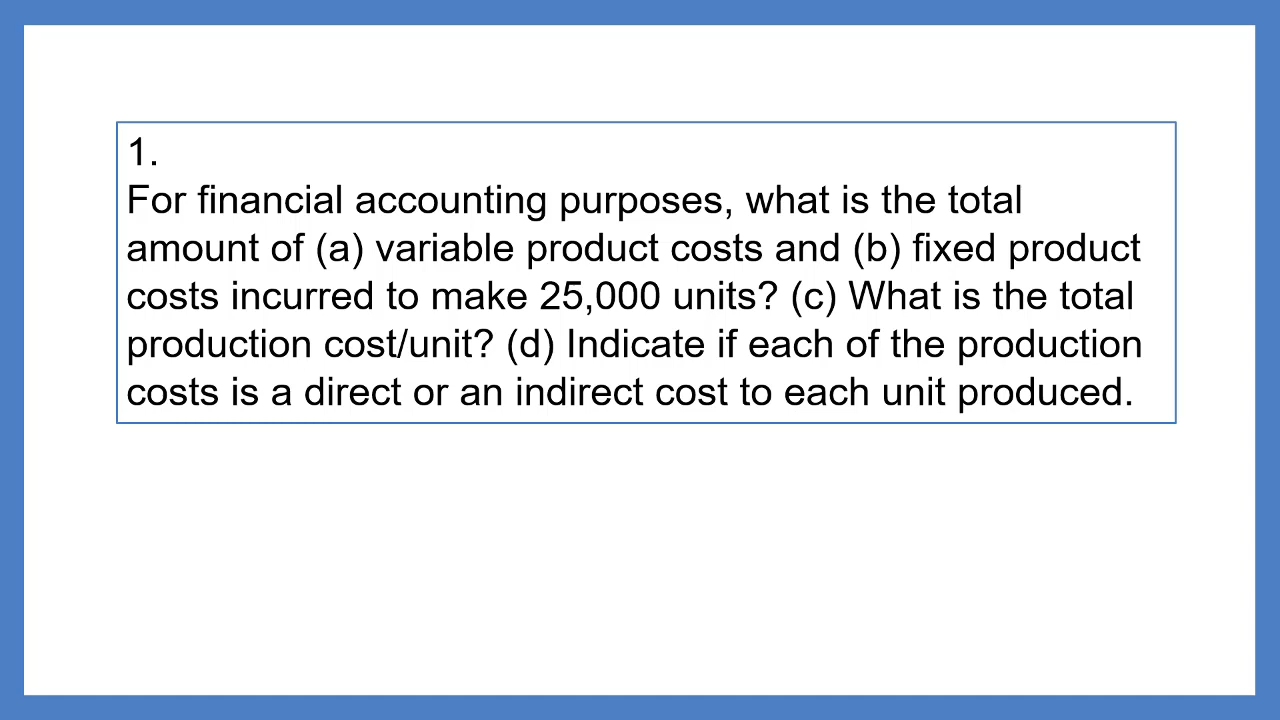 1.
For financial accounting purposes, what is the total
amount of (a) variable product costs and (b) fixed product
costs incurred to make 25,000 units? (c) What is the total
production cost/unit? (d) Indicate if each of the production
costs is a direct or an indirect cost to each unit produced.